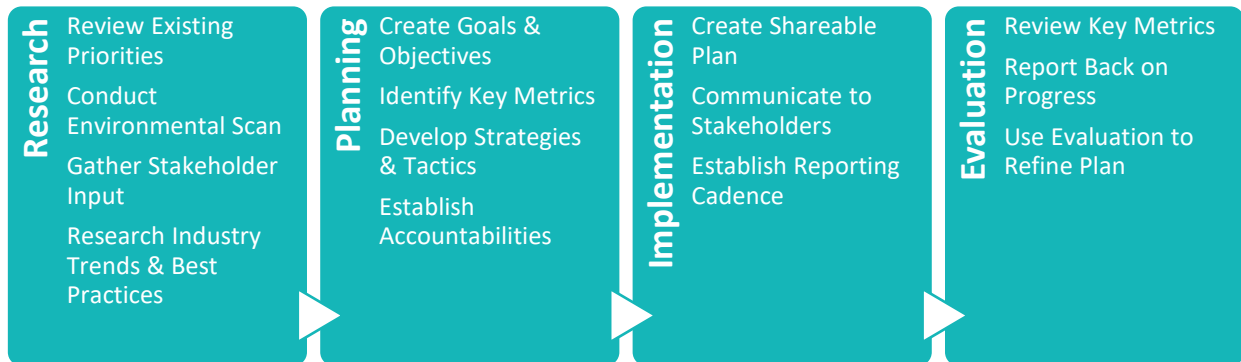 Research
Review Existing
Priorities
Conduct
Environmental Scan
Gather Stakeholder
Input
Research Industry
Trends & Best
Practices
Planning
Create Goals &
Objectives
Identify Key Metrics
Develop Strategies
& Tactics
Establish
Accountabilities
Implementation
Create Shareable
Plan
Communicate to
Stakeholders
Establish Reporting
Cadence
Evaluation
Review Key Metrics
Report Back on
Progress
Use Evaluation to
Refine Plan